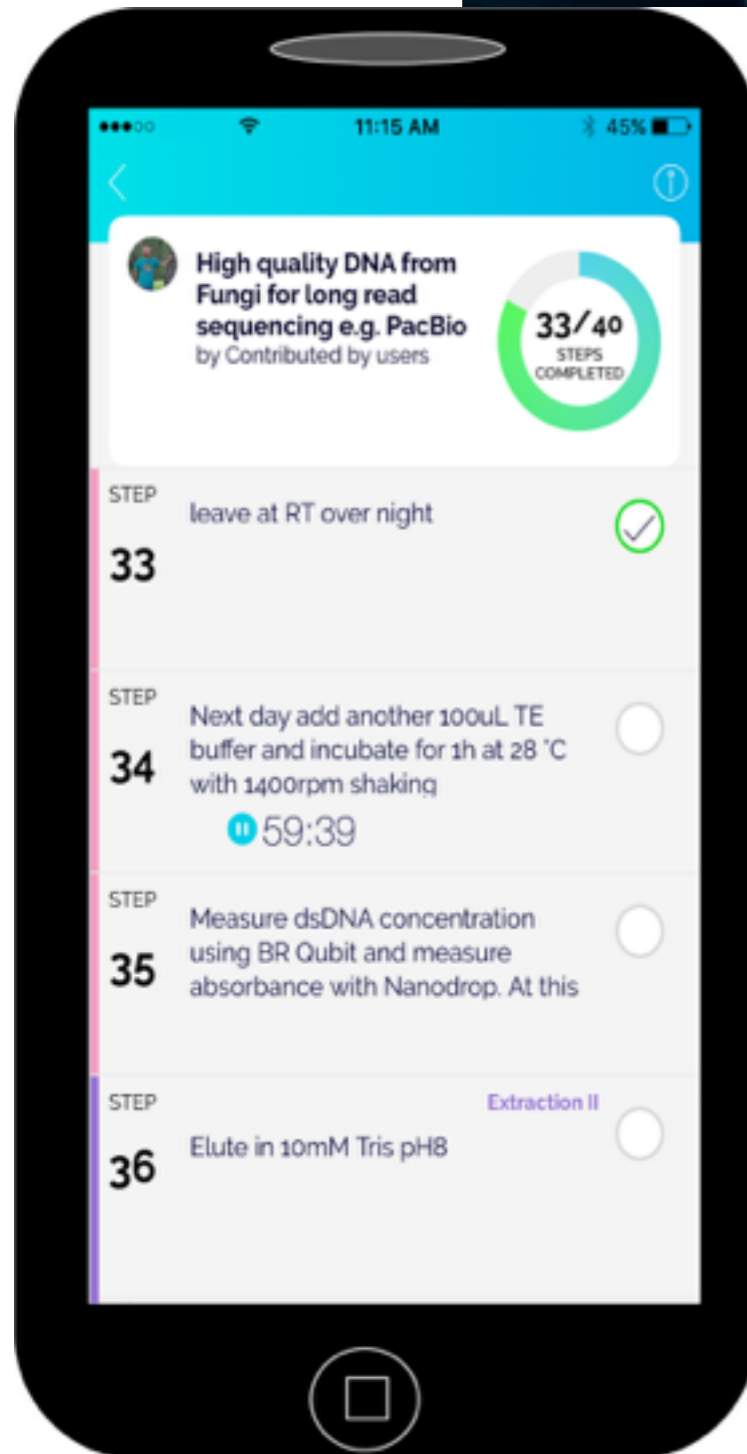 11:15 AM
45%
High quality DNA from
Fungi for long read
sequencing e.g. PacBio
by Contributed by users
33/40
STEPS
COMPLETED
STEP
33
leave at RT over night
STEP
34
Next day add another 100uL TE
buffer and incubate for 1h at 28 °C
with 1400rpm shaking
59:39
STEP
35
Measure dsDNA concentration
using BR Qubit and measure
absorbance with Nanodrop. At this
STEP
36
Extraction II
Elute in 10mM Tris pH8